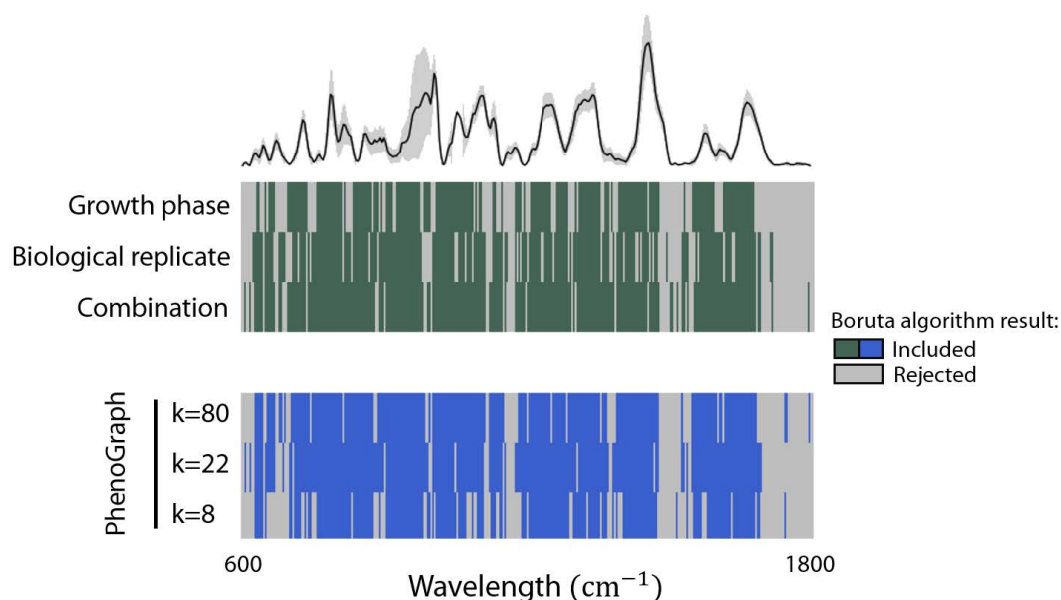 Growth phase
Biological replicate
Combination
Boruta algorithm result:
Included
Rejected
PhenoGraph
k=80
k=22
k=8
600
1800
Wavelength (cm⁻¹)